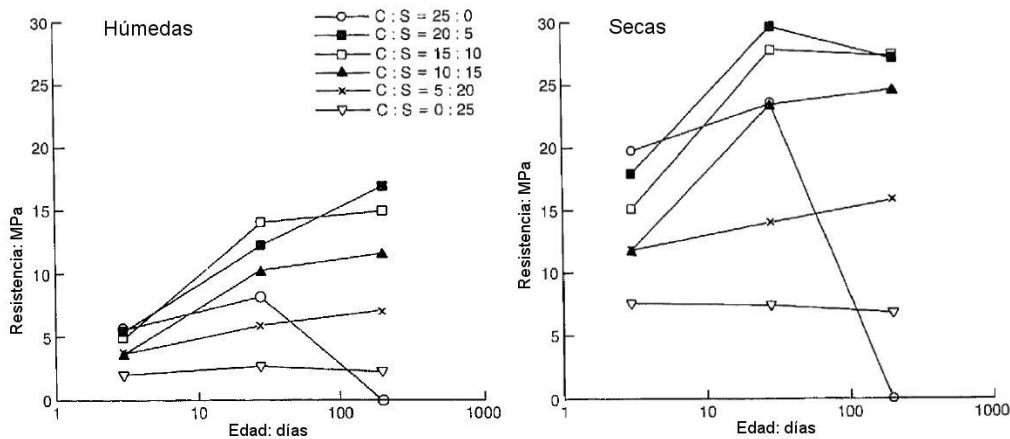 Húmedas
C : S = 25 : 0
C : S = 20 : 5
C : S = 15 : 10
C : S = 10 : 15
C : S = 5 : 20
C : S = 0 : 25
Resistencia: MPa
30
25
20
15
10
5
0
1
10
100
1000
Edad: días
Secas
Resistencia: MPa
30
25
20
15
10
5
0
1
10
100
1000
Edad: días